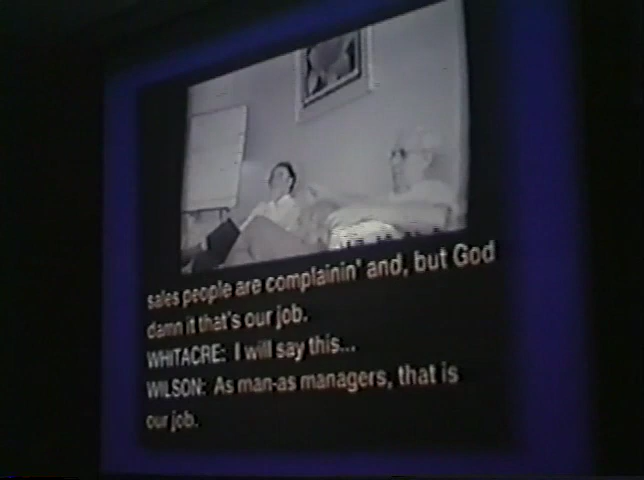 sales people are complainin' and, but God
damn it that's our job.
WHITACRE: I will say this...
WILSON: As man-as managers, that is
our job.